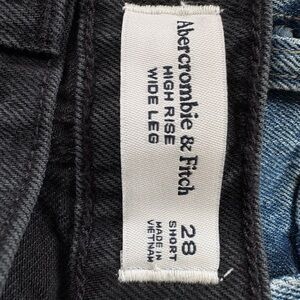 Abercrombie & Fitch
HIGH RISE
WIDE LEG
28
SHORT
MADE IN
VIETNAM